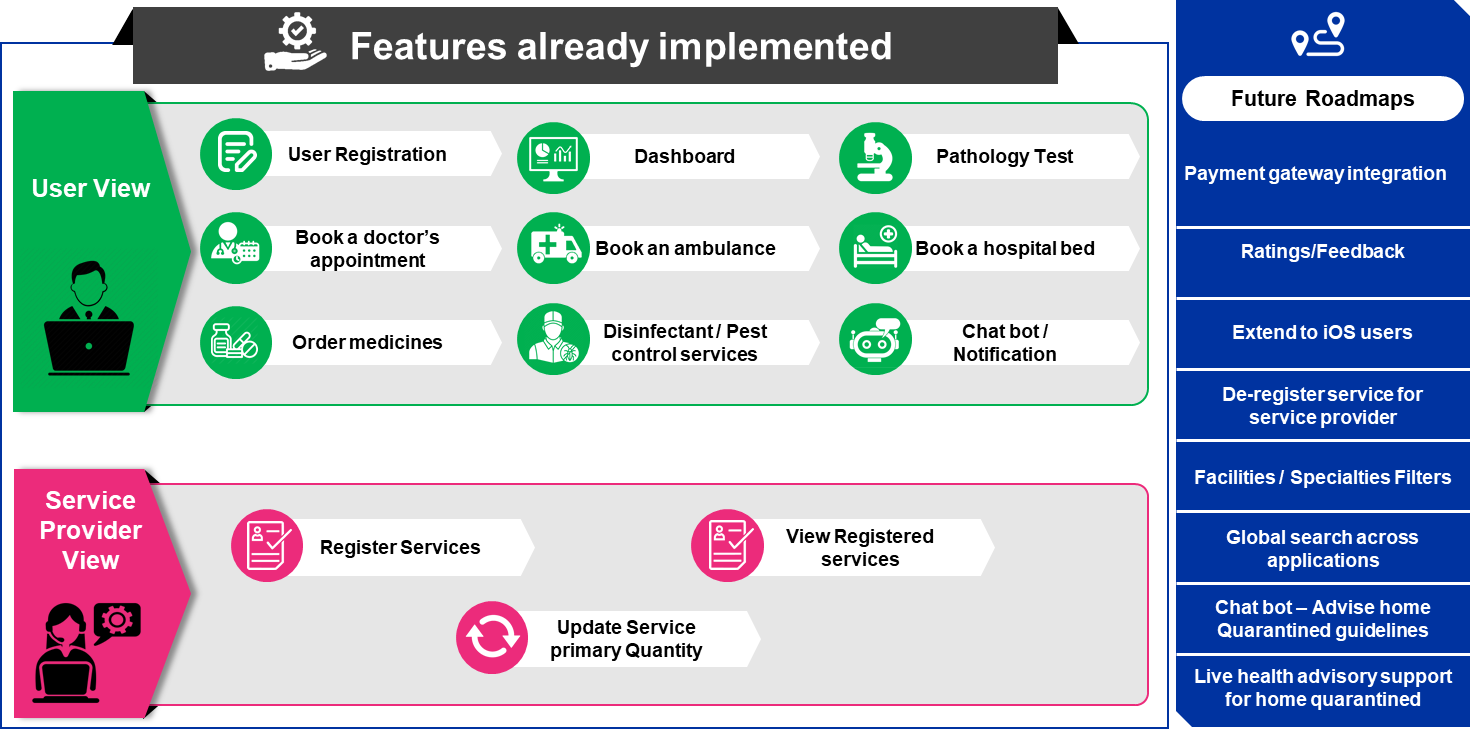 Features already implemented
User View
User Registration
Dashboard
Pathology Test
Book a doctor’s
appointment
Book an ambulance
Book a hospital bed
Order medicines
Disinfectant / Pest
control services
Chat bot /
Notification
Service
Provider
View
Register Services
View Registered
services
Update Service
primary Quantity
Future Roadmaps
Payment gateway integration
Ratings/Feedback
Extend to iOS users
De-register service for
service provider
Facilities / Specialties Filters
Global search across
applications
Chat bot – Advise home
Quarantined guidelines
Live health advisory support
for home quarantined